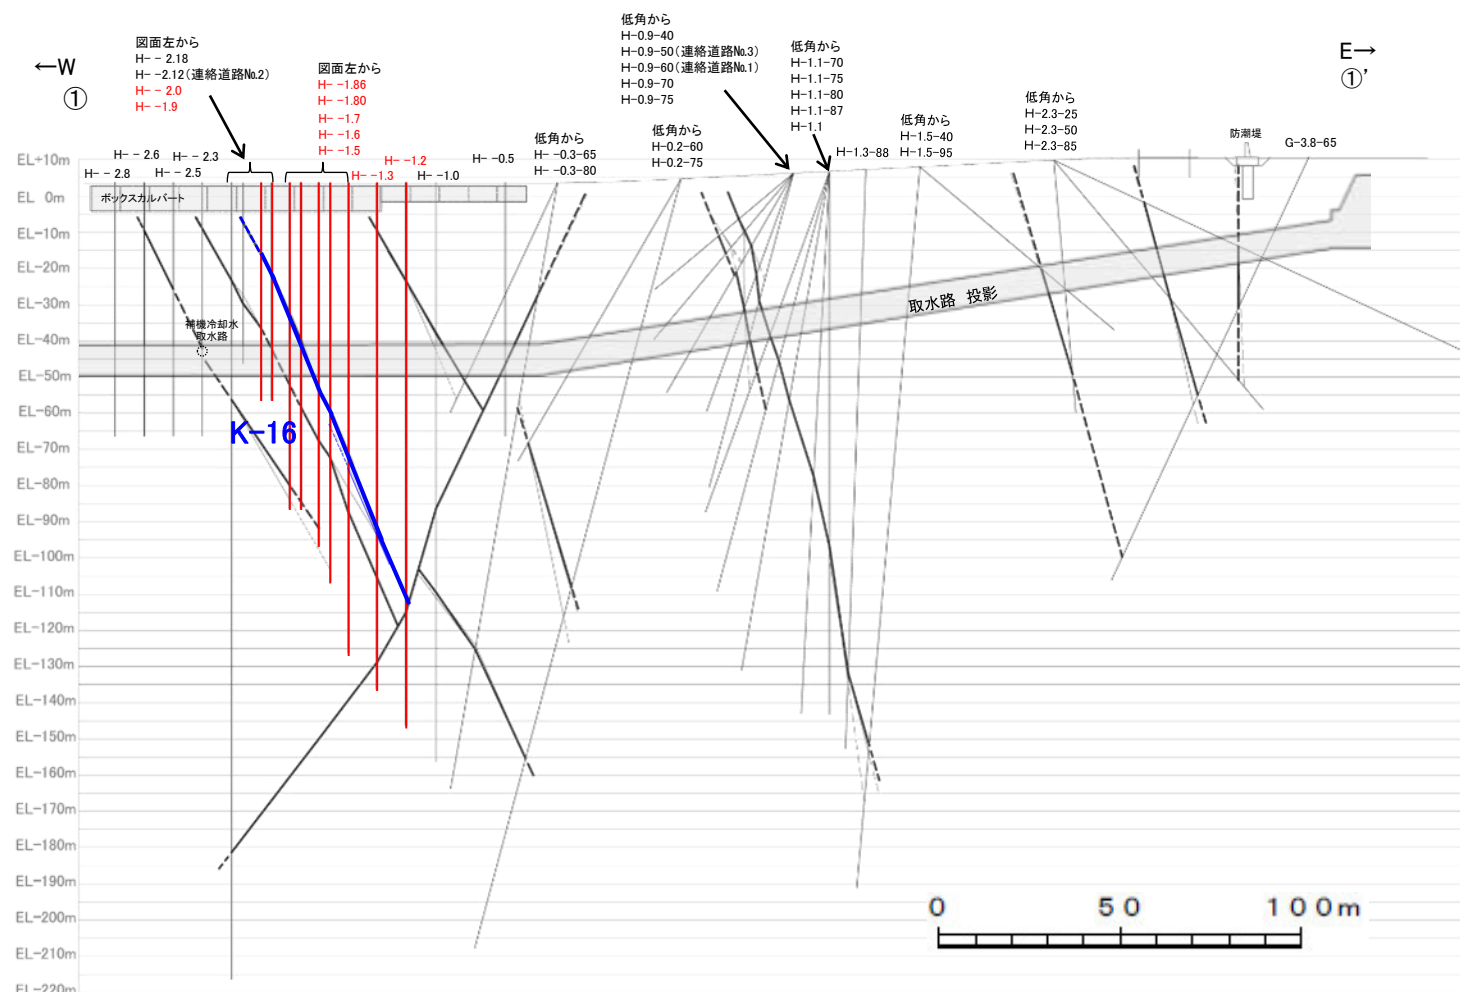 ←W
①
図面左から
H- - 2.18
H- -2.12(連絡道路№2)
H- - 2.0
H- -1.9
図面左から
H- -1.86
H- -1.80
H- -1.7
H- -1.6
H- -1.5
低角から
H-0.9-40
H-0.9-50(連絡道路№3)
H-0.9-60(連絡道路№1)
H-0.9-70
H-0.9-75
低角から
H-1.1-70
H-1.1-75
H-1.1-80
H-1.1-87
H-1.1
E→
①’
低角から
H-2.3-25
H-2.3-50
H-2.3-85
低角から
H-1.5-40
H-1.5-95
低角から
H-0.2-60
H-0.2-75
低角から
H- -0.3-65
H- -0.3-80
防潮堤
G-3.8-65
H-1.3-88
H- - 2.6
H- - 2.3
H- - 2.8
H- - 2.5
H- -1.2
H- -1.3
H- -1.0
H- -0.5
EL+10m
EL 0m
ボックスカルバート
EL-10m
EL-20m
EL-30m
取水路 投影
補機冷却水
取水路
EL-40m
EL-50m
EL-60m
K-16
EL-70m
EL-80m
EL-90m
EL-100m
EL-110m
EL-120m
EL-130m
EL-140m
EL-150m
EL-160m
EL-170m
EL-180m
EL-190m
EL-200m
EL-210m
EL-220m
0 50 100m